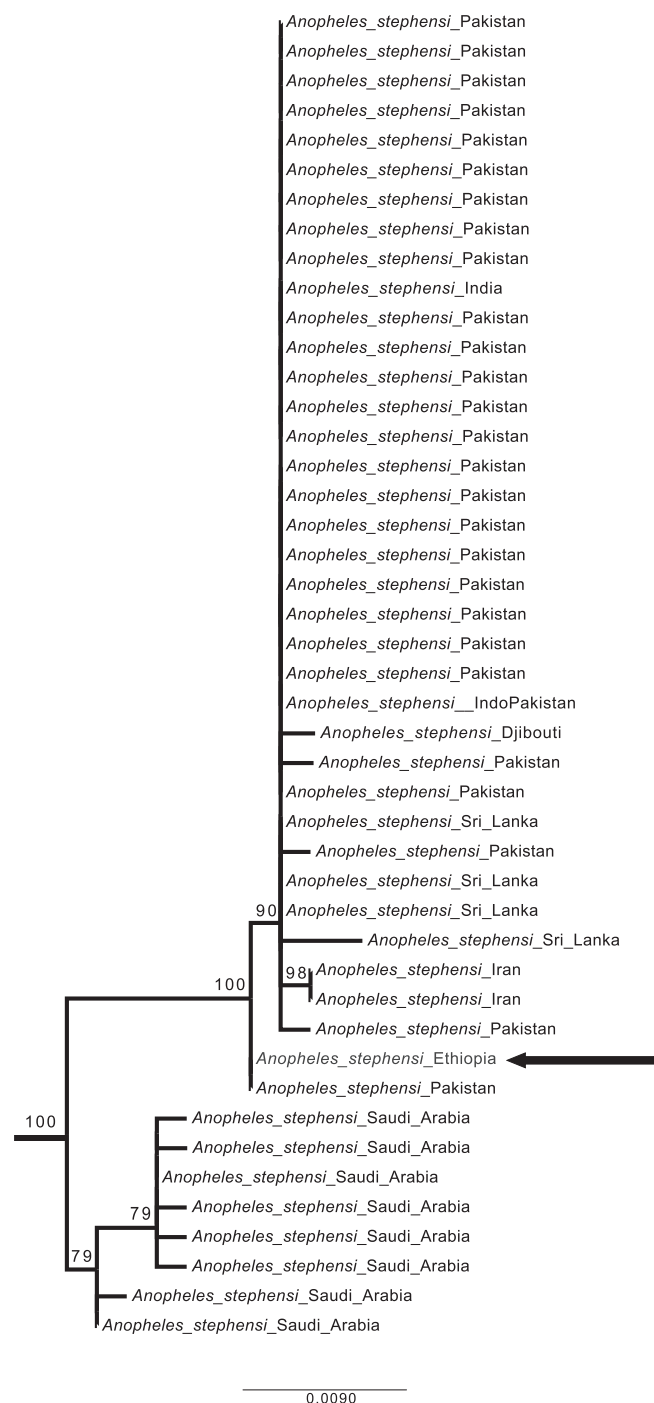 Anopheles_stephensi_Pakistan
Anopheles_stephensi_Pakistan
Anopheles_stephensi_Pakistan
Anopheles_stephensi_Pakistan
Anopheles_stephensi_Pakistan
Anopheles_stephensi_Pakistan
Anopheles_stephensi_Pakistan
Anopheles_stephensi_Pakistan
Anopheles_stephensi_Pakistan
Anopheles_stephensi_India
Anopheles_stephensi_Pakistan
Anopheles_stephensi_Pakistan
Anopheles_stephensi_Pakistan
Anopheles_stephensi_Pakistan
Anopheles_stephensi_Pakistan
Anopheles_stephensi_Pakistan
Anopheles_stephensi_Pakistan
Anopheles_stephensi_Pakistan
Anopheles_stephensi_Pakistan
Anopheles_stephensi_Pakistan
Anopheles_stephensi_Pakistan
Anopheles_stephensi_Pakistan
Anopheles_stephensi_Pakistan
Anopheles_stephensi__IndoPakistan
Anopheles_stephensi_Djibouti
Anopheles_stephensi_Pakistan
Anopheles_stephensi_Pakistan
Anopheles_stephensi_Sri_Lanka
Anopheles_stephensi_Pakistan
Anopheles_stephensi_Sri_Lanka
90 Anopheles_stephensi_Sri_Lanka
Anopheles_stephensi_Sri_Lanka
98 Anopheles_stephensi_Iran
100 Anopheles_stephensi_Iran
Anopheles_stephensi_Pakistan
Anopheles_stephensi_Ethiopia
Anopheles_stephensi_Pakistan
100 Anopheles_stephensi_Saudi_Arabia
Anopheles_stephensi_Saudi_Arabia
Anopheles_stephensi_Saudi_Arabia
79 Anopheles_stephensi_Saudi_Arabia
Anopheles_stephensi_Saudi_Arabia
79 Anopheles_stephensi_Saudi_Arabia
Anopheles_stephensi_Saudi_Arabia
Anopheles_stephensi_Saudi_Arabia
0.0090